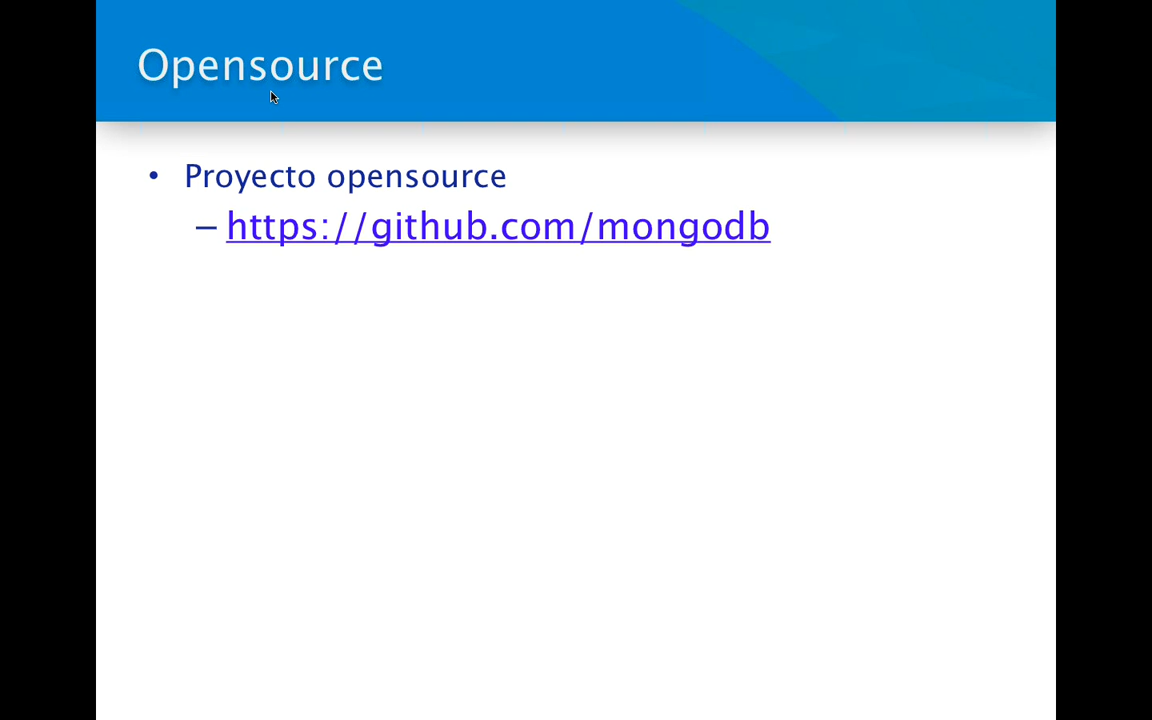 Opensource
• Proyecto opensource
– https://github.com/mongodb